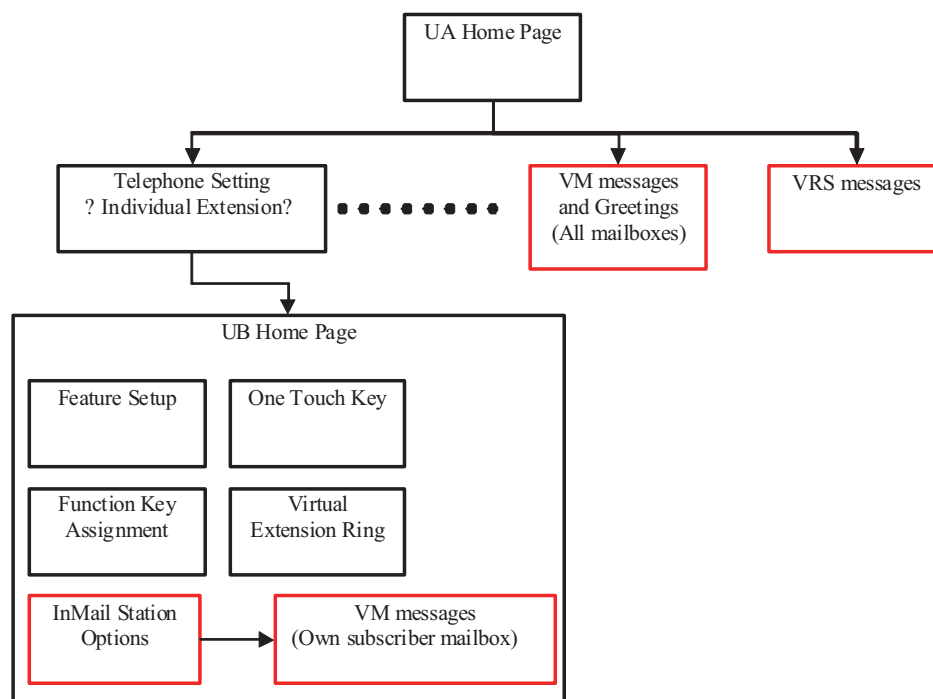 UA Home Page
Telephone Setting
? Individual Extension?
VM messages
and Greetings
(All mailboxes)
VRS messages
UB Home Page
Feature Setup
One Touch Key
Function Key
Assignment
Virtual
Extension Ring
InMail Station
Options
VM messages
(Own subscriber mailbox)